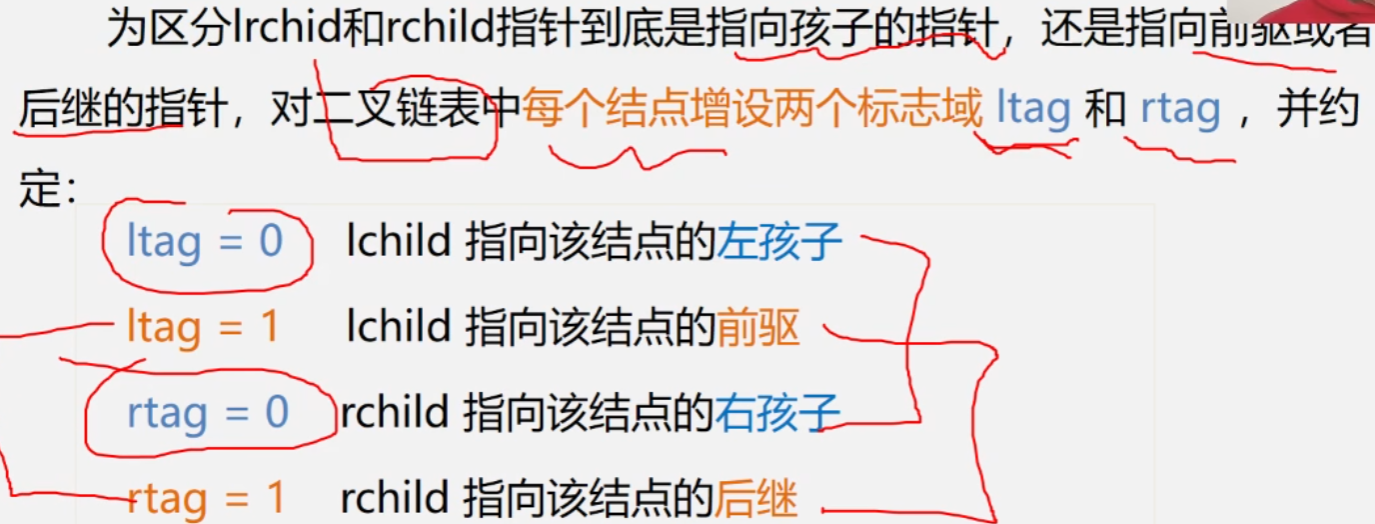 为区分lrchid和rchild指针到底是指向孩子的指针，还是指向前驱或者
后继的指针，对二叉链表中每个结点增设两个标志域 ltag 和 rtag ，并约
定：
ltag = 0 lchild 指向该结点的左孩子
ltag = 1 lchild 指向该结点的前驱
rtag = 0 rchild 指向该结点的右孩子
rtag = 1 rchild 指向该结点的后继